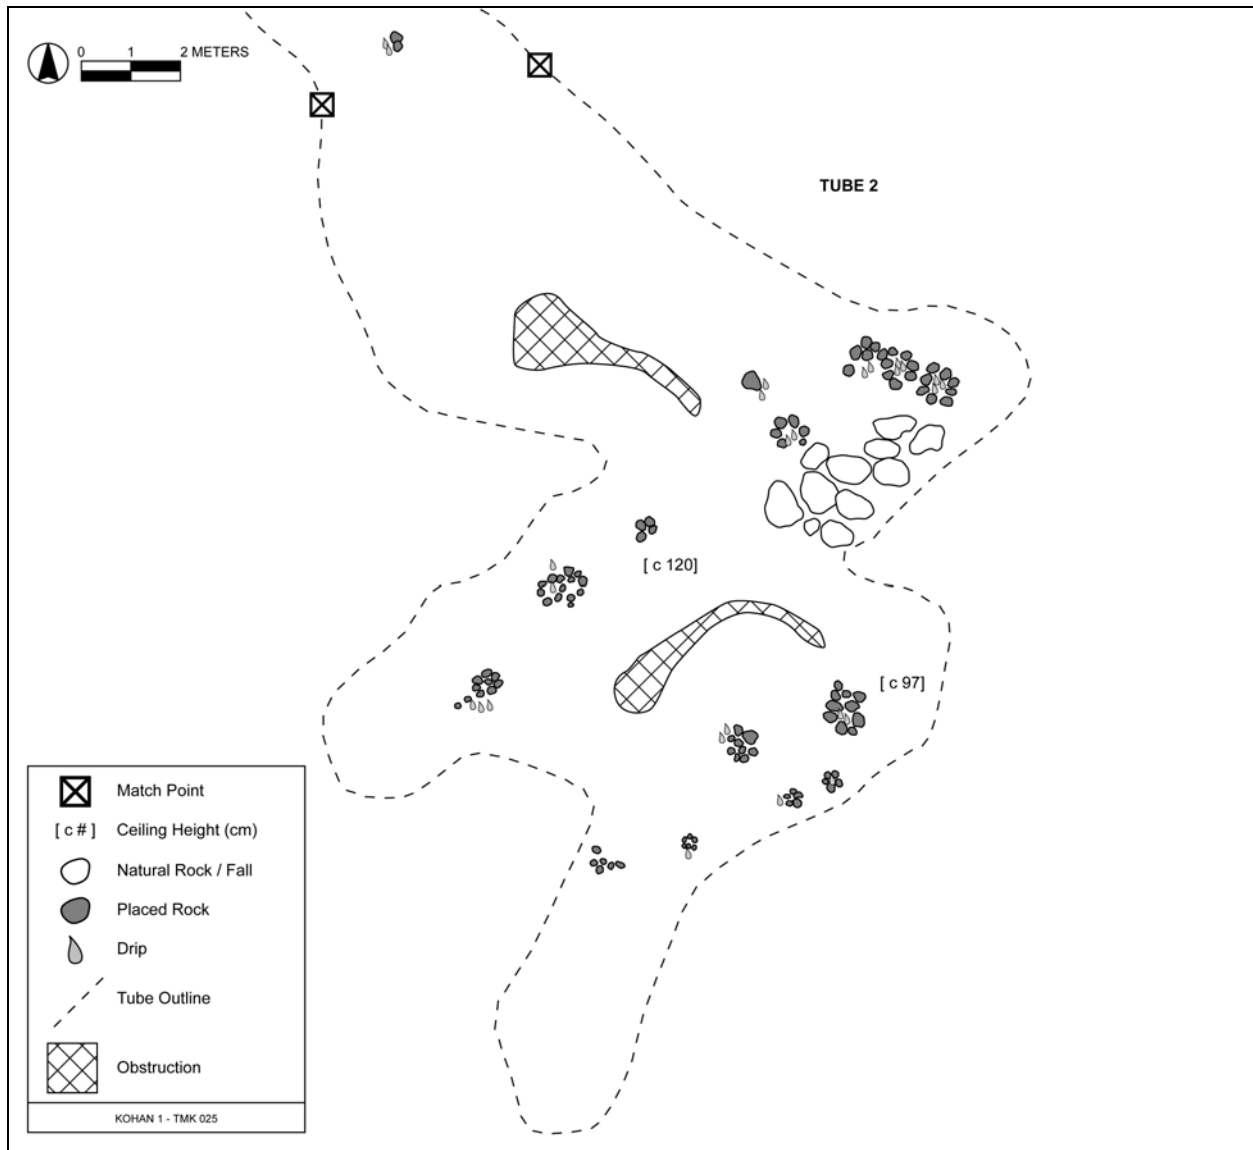 0 1 2 METERS
TUBE 2
[ c 120]
[ c 97]
Match Point
[ c # ] Ceiling Height (cm)
Natural Rock / Fall
Placed Rock
Drip
Tube Outline
Obstruction
KOHAN 1 - TMK 025